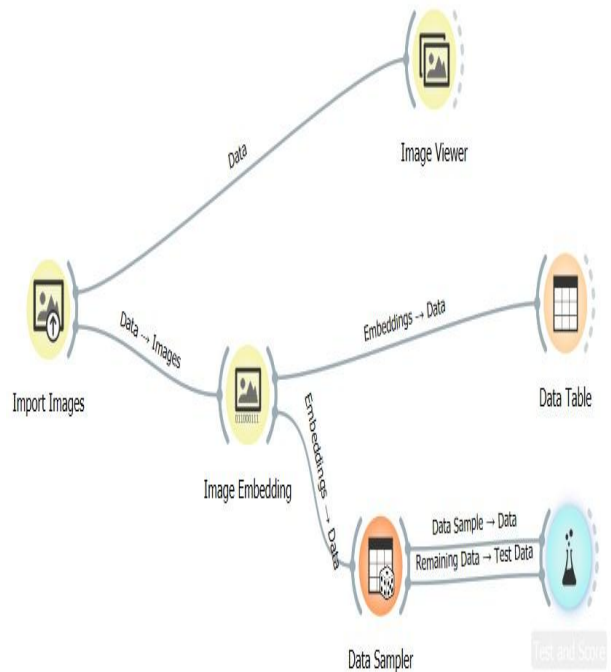 Image Viewer
Data
Import Images
Data → Images
Embeddings → Data
Data Table
011000111
Image Embedding
Embeddings → Data
Data Sample → Data
Remaining Data → Test Data
Data Sampler
Test and Score